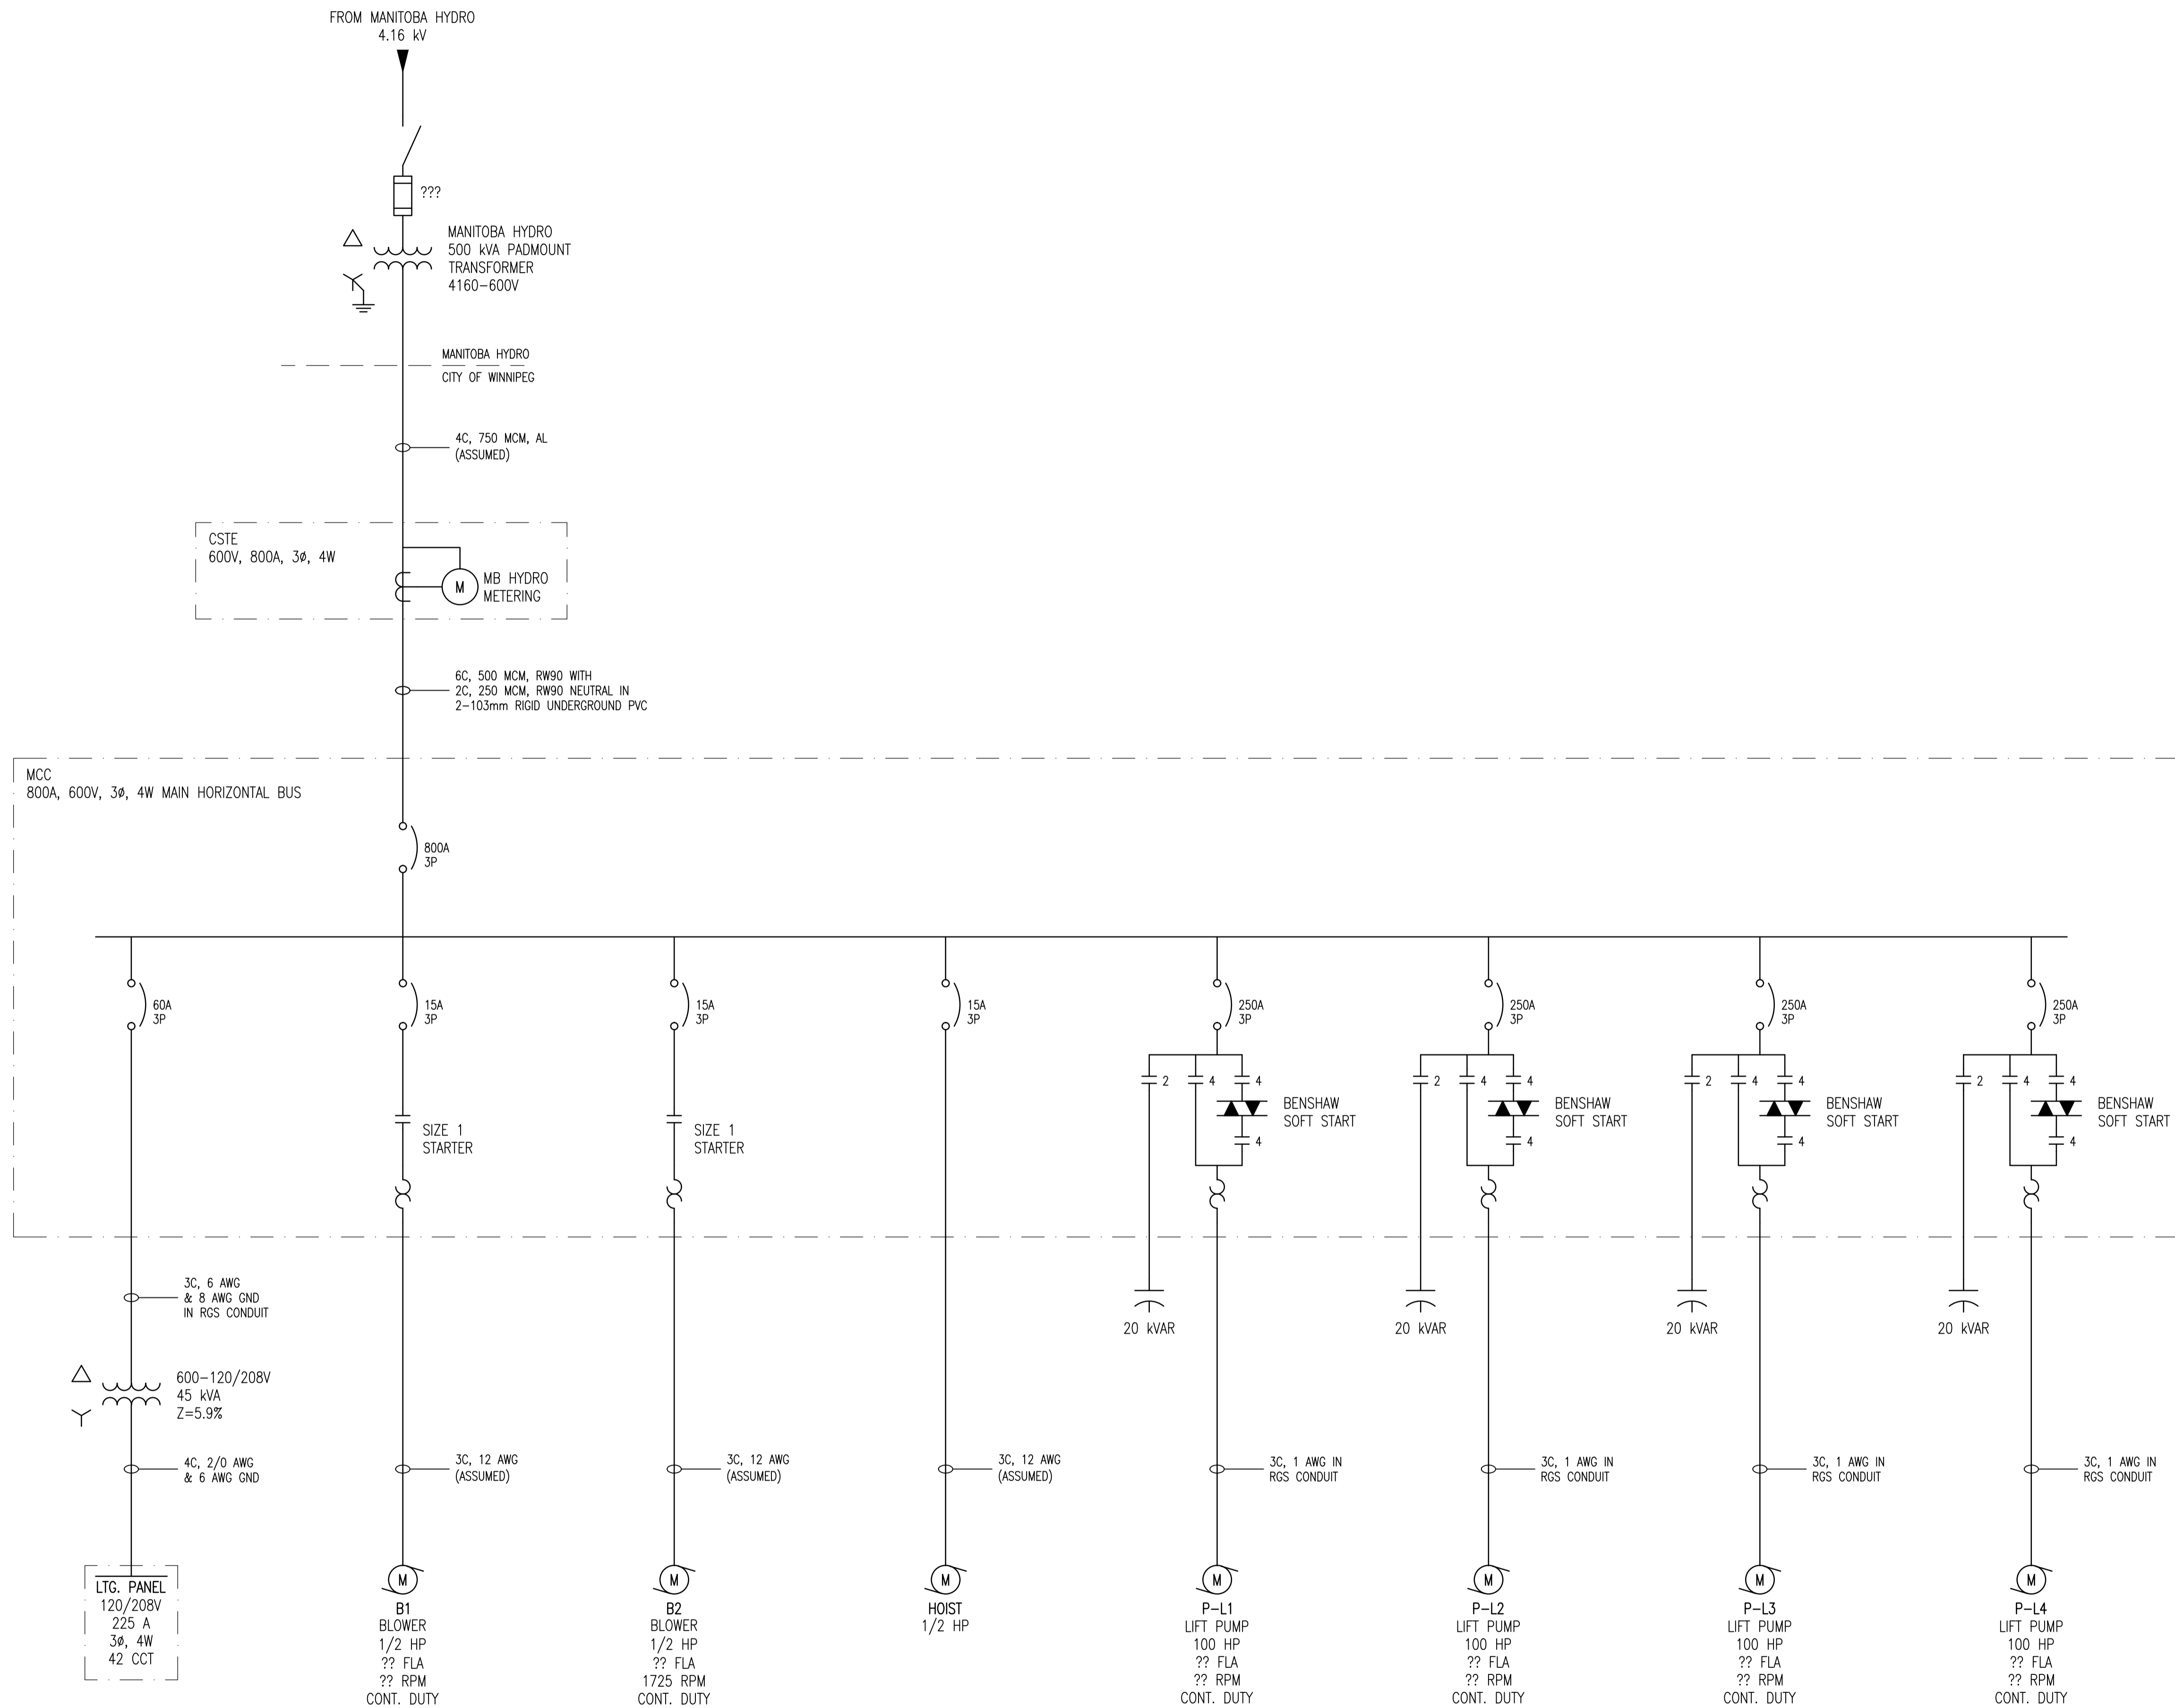 FROM MANITOBA HYDRO
4.16 kV
???
MANITOBA HYDRO
500 kVA PADMOUNT
TRANSFORMER
4160-600V
MANITOBA HYDRO
CITY OF WINNIPEG
4C, 750 MCM, AL
(ASSUMED)
CSTE
600V, 800A, 3ø, 4W
M
MB HYDRO
METERING
6C, 500 MCM, RW90 WITH
2C, 250 MCM, RW90 NEUTRAL IN
2-103mm RIGID UNDERGROUND PVC
MCC
800A, 600V, 3ø, 4W MAIN HORIZONTAL BUS
800A
3P
60A
3P
15A
3P
15A
3P
15A
3P
250A
3P
250A
3P
250A
3P
250A
3P
2 4 4
2 4 4
2 4 4
2 4 4
SIZE 1
STARTER
SIZE 1
STARTER
BENSHAW
SOFT START
4
BENSHAW
SOFT START
4
BENSHAW
SOFT START
4
BENSHAW
SOFT START
4
3C, 6 AWG
& 8 AWG GND
IN RGS CONDUIT
20 kVAR
20 kVAR
20 kVAR
20 kVAR
600-120/208V
45 kVA
Z=5.9%
4C, 2/0 AWG
& 6 AWG GND
3C, 12 AWG
(ASSUMED)
3C, 12 AWG
(ASSUMED)
3C, 12 AWG
(ASSUMED)
3C, 1 AWG IN
RGS CONDUIT
3C, 1 AWG IN
RGS CONDUIT
3C, 1 AWG IN
RGS CONDUIT
3C, 1 AWG IN
RGS CONDUIT
LTG. PANEL
120/208V
225 A
3ø, 4W
42 CCT
M
B1
BLOWER
1/2 HP
?? FLA
?? RPM
CONT. DUTY
M
B2
BLOWER
1/2 HP
?? FLA
1725 RPM
CONT. DUTY
M
HOIST
1/2 HP
M
P-L1
LIFT PUMP
100 HP
?? FLA
?? RPM
CONT. DUTY
M
P-L2
LIFT PUMP
100 HP
?? FLA
?? RPM
CONT. DUTY
M
P-L3
LIFT PUMP
100 HP
?? FLA
?? RPM
CONT. DUTY
M
P-L4
LIFT PUMP
100 HP
?? FLA
?? RPM
CONT. DUTY